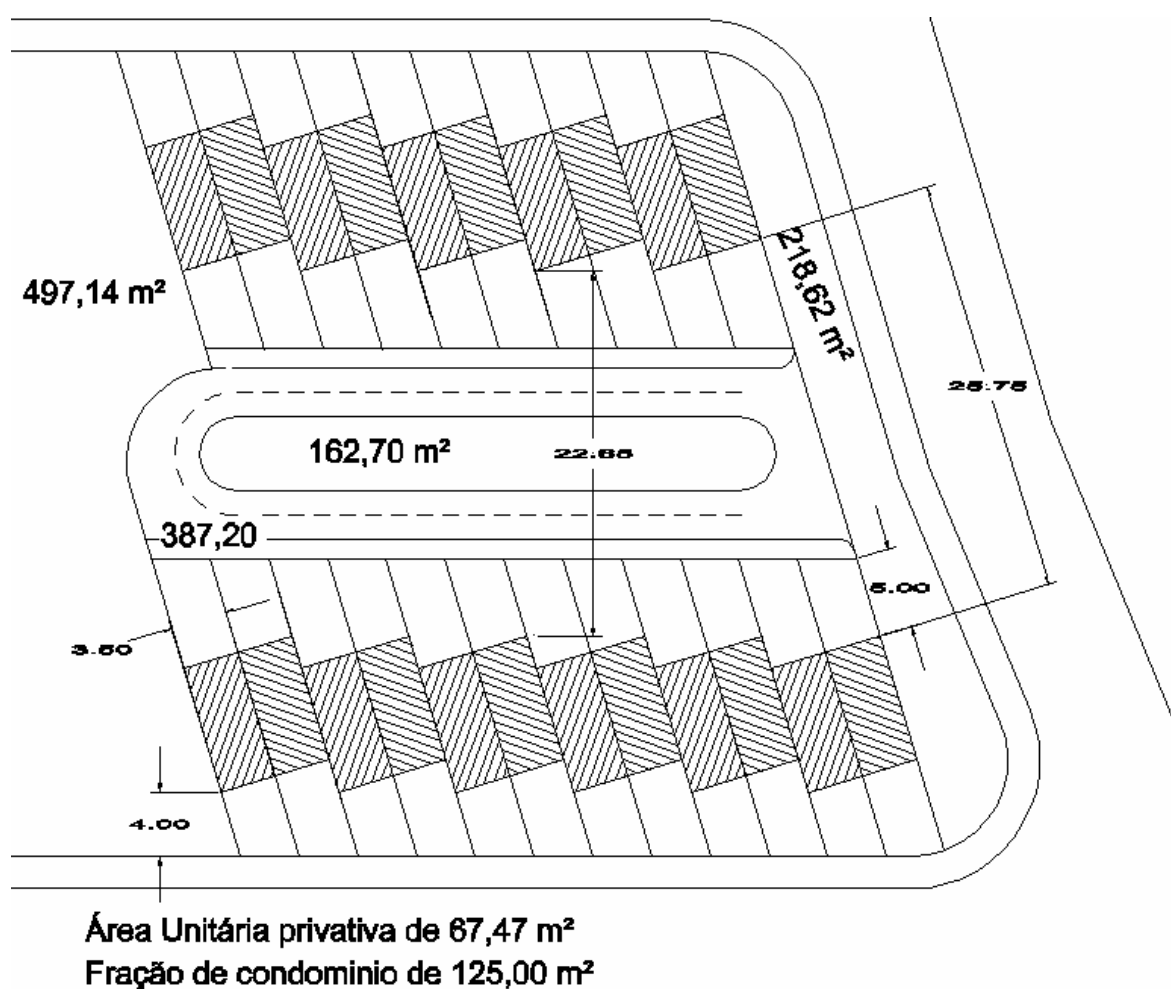 497,14 m²
218,62 m²
25.75
162,70 m²
22.65
387,20
5.00
3.50
4.00
Área Unitária privativa de 67,47 m²
Fração de condominio de 125,00 m²